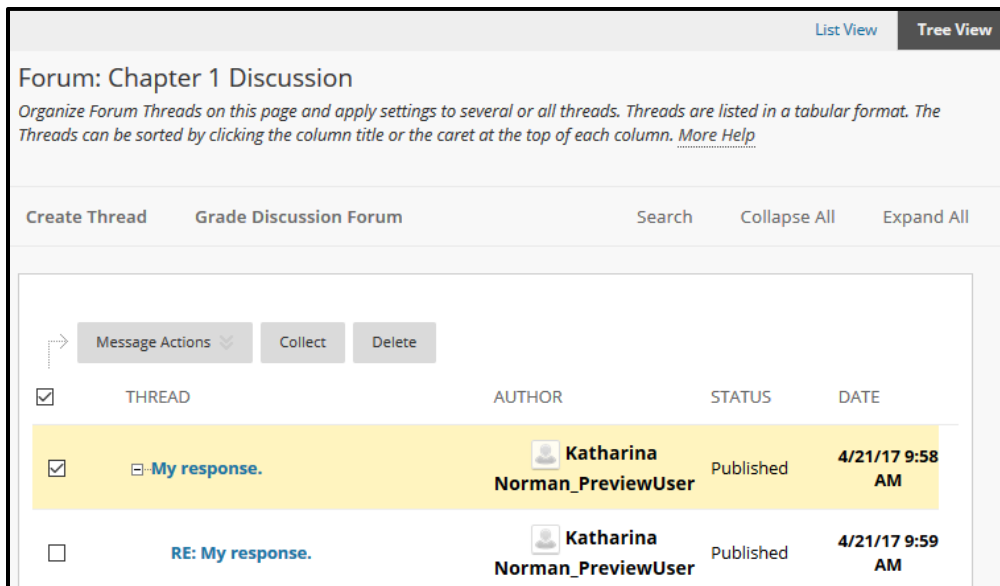 List View Tree View
Forum: Chapter 1 Discussion
Organize Forum Threads on this page and apply settings to several or all threads. Threads are listed in a tabular format. The
Threads can be sorted by clicking the column title or the caret at the top of each column. More Help
Create Thread Grade Discussion Forum Search Collapse All Expand All
Message Actions Collect Delete
THREAD AUTHOR STATUS DATE
My response. Katharina Norman_PreviewUser Published 4/21/17 9:58 AM
RE: My response. Katharina Norman_PreviewUser Published 4/21/17 9:59 AM